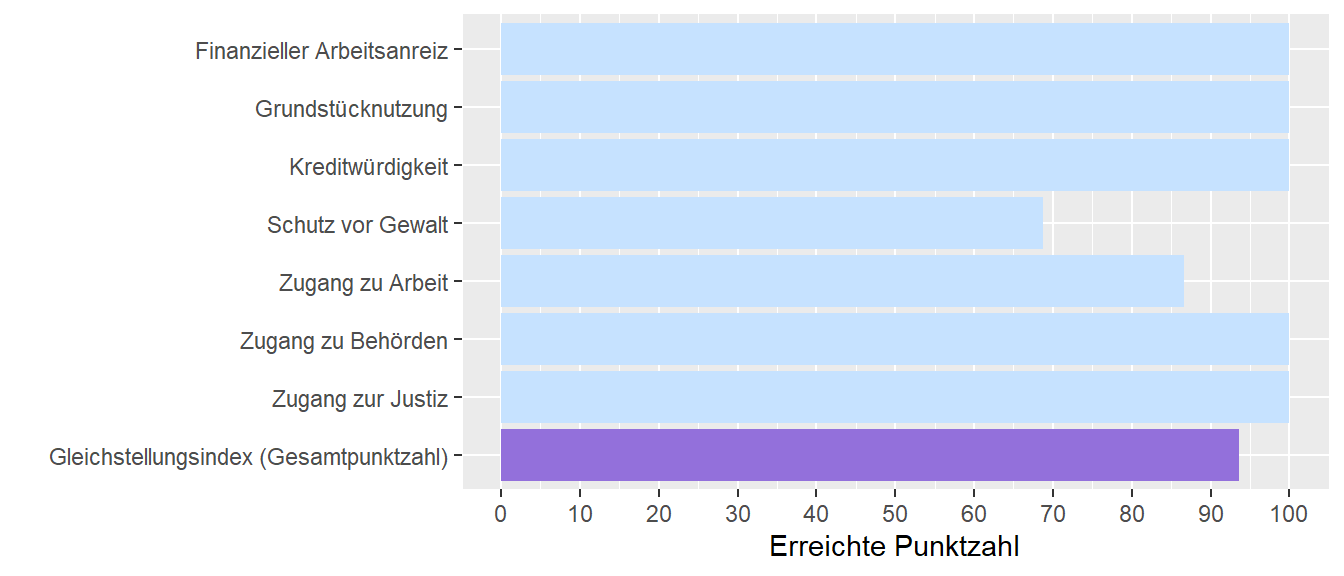 Finanzieller Arbeitsanreiz
Grundstücknutzung
Kreditwürdigkeit
Schutz vor Gewalt
Zugang zu Arbeit
Zugang zu Behörden
Zugang zur Justiz
Gleichstellungsindex (Gesamtpunktzahl)
0 10 20 30 40 50 60 70 80 90 100
Erreichte Punktzahl